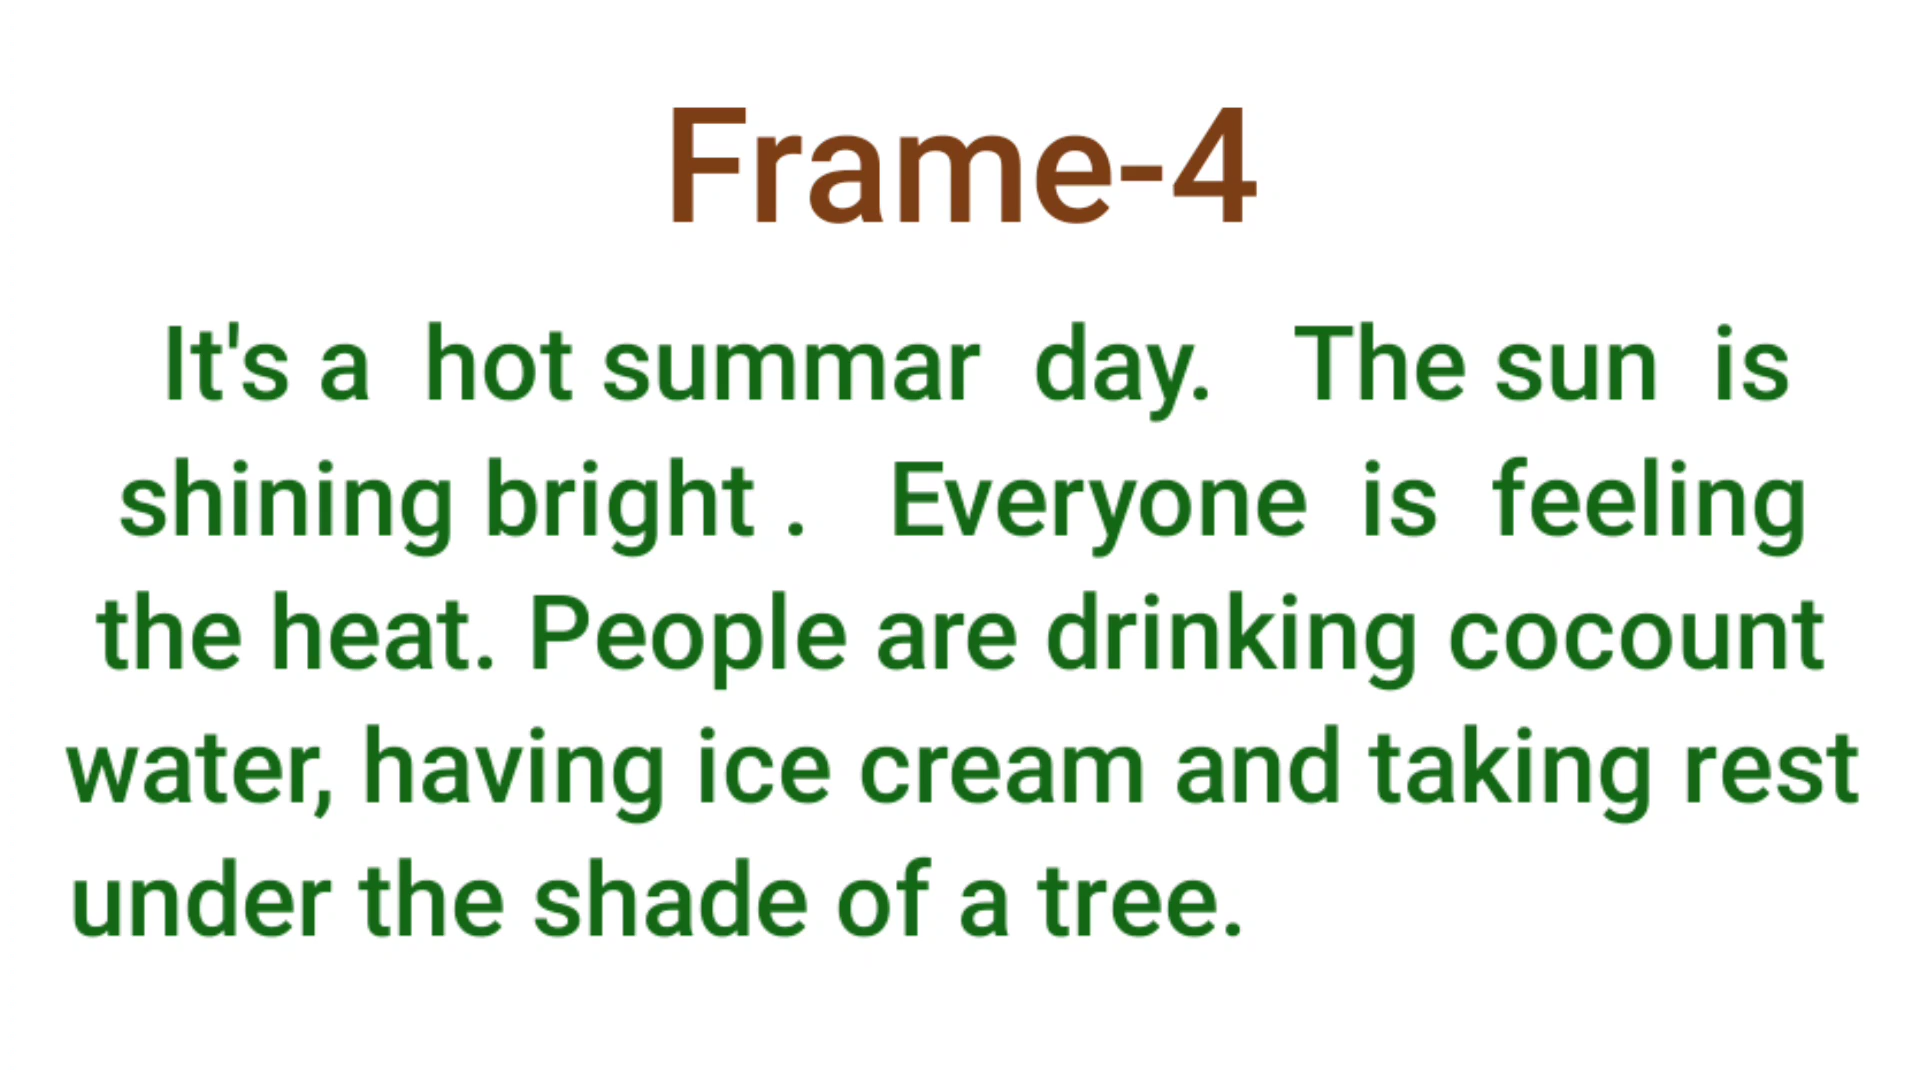 Frame-4
It's a hot summar day. The sun is
shining bright . Everyone is feeling
the heat. People are drinking cocount
water, having ice cream and taking rest
under the shade of a tree.